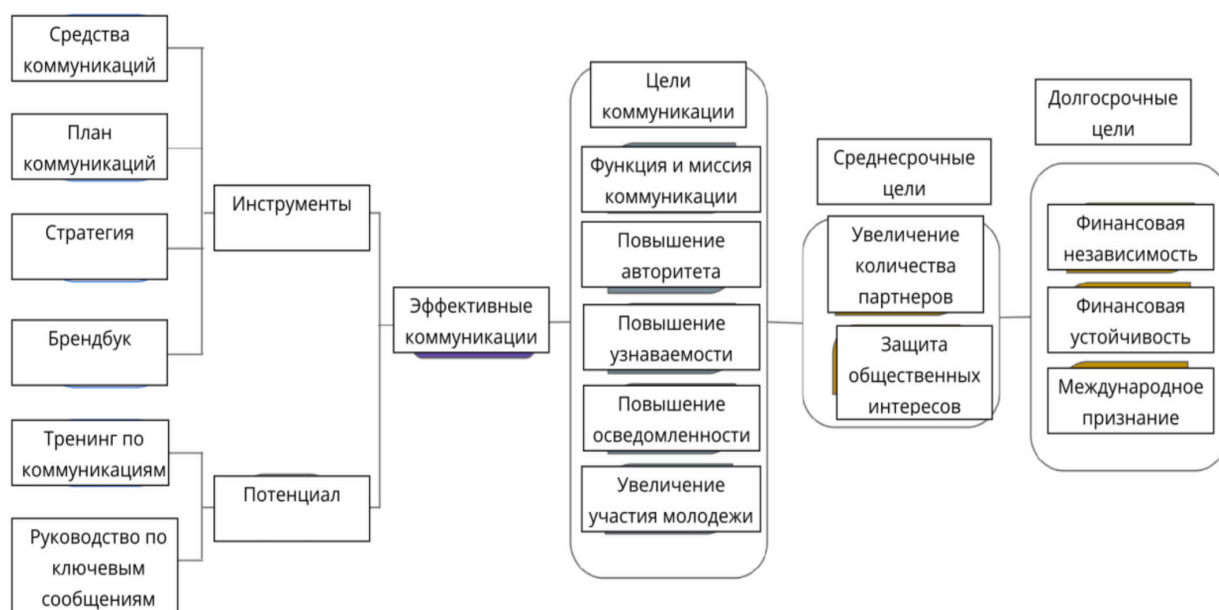 Средства
коммуникаций
План
коммуникаций
Стратегия
Брендбук
Тренинг по
коммуникациям
Руководство по
ключевым
сообщениям
Инструменты
Потенциал
Эффективные
коммуникации
Цели
коммуникации
Функция и миссия
коммуникации
Повышение
авторитета
Повышение
узнаваемости
Повышение
осведомленности
Увеличение
участия молодежи
Среднесрочные
цели
Увеличение
количества
партнеров
Защита
общественных
интересов
Долгосрочные
цели
Финансовая
независимость
Финансовая
устойчивость
Международное
признание